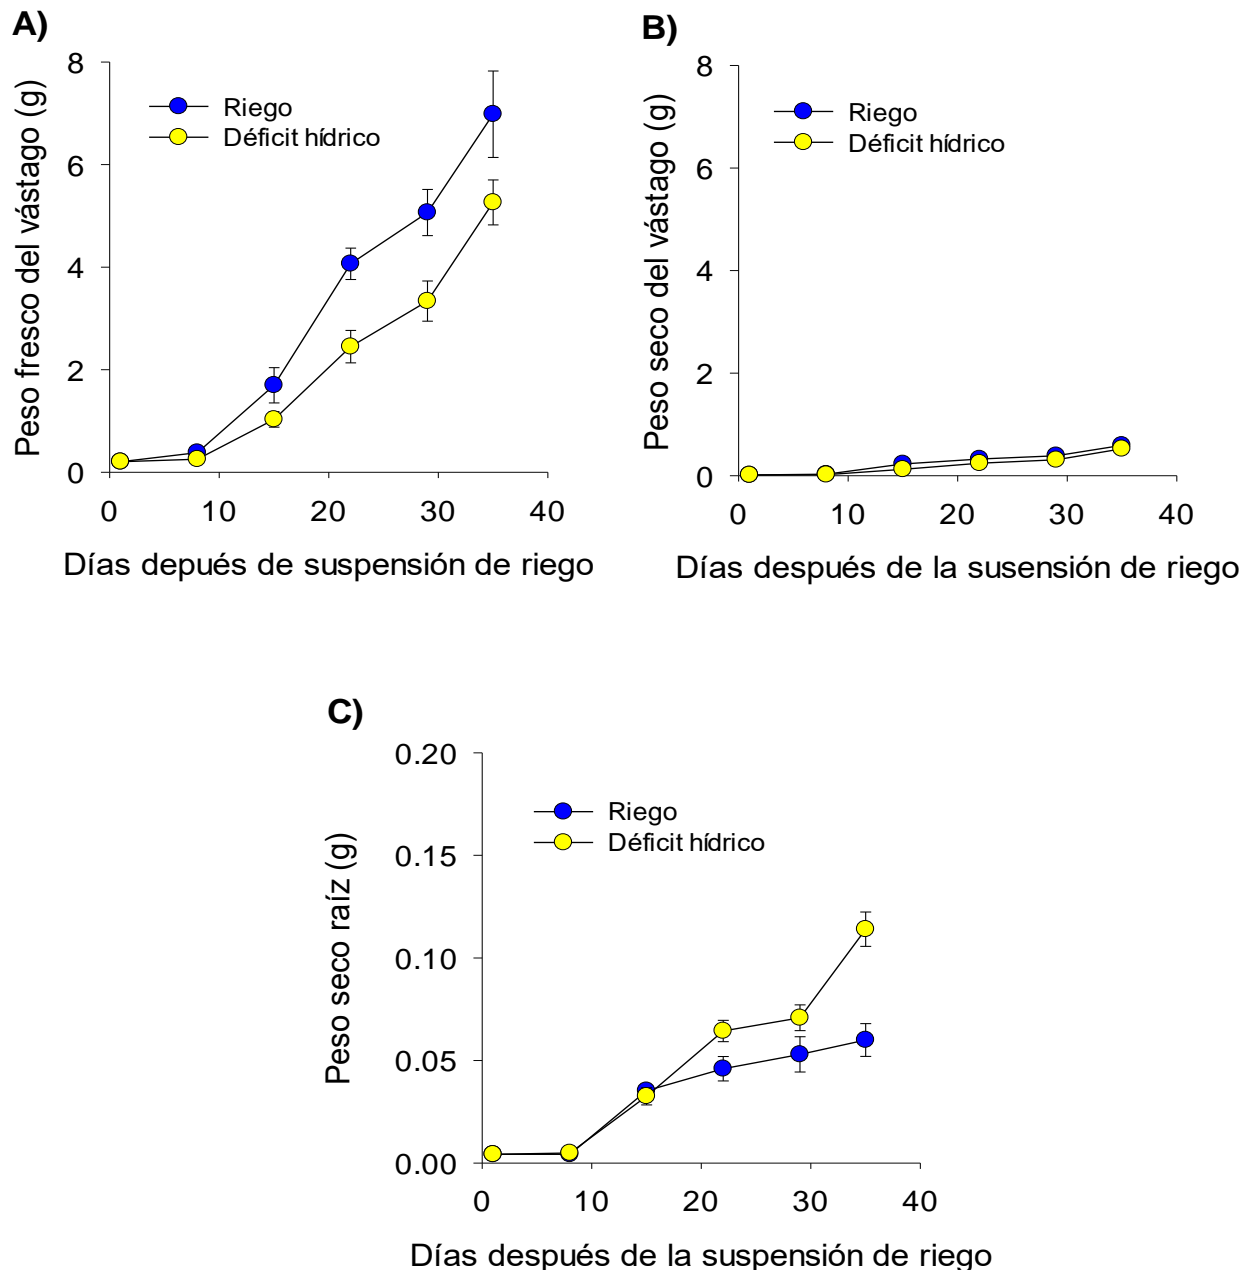 A)
Peso fresco del vástago (g)
8
6
4
2
0
Riego
Déficit hídrico
0 10 20 30 40
Días depués de suspensión de riego
B)
Peso seco del vástago (g)
8
6
4
2
0
Riego
Déficit hídrico
0 10 20 30 40
Días después de la susensión de riego
C)
Peso seco raíz (g)
0.20
0.15
0.10
0.05
0.00
Riego
Déficit hídrico
0 10 20 30 40
Días después de la suspensión de riego